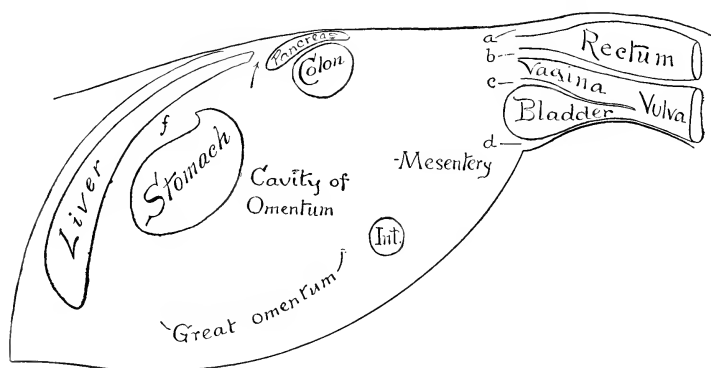 Pancreas
Colon
a
Rectum
b
Vagina
c
Vulva
Bladder
d
f
Liver
Stomach
Cavity of
Omentum
-Mesentery
Int.
Great omentum